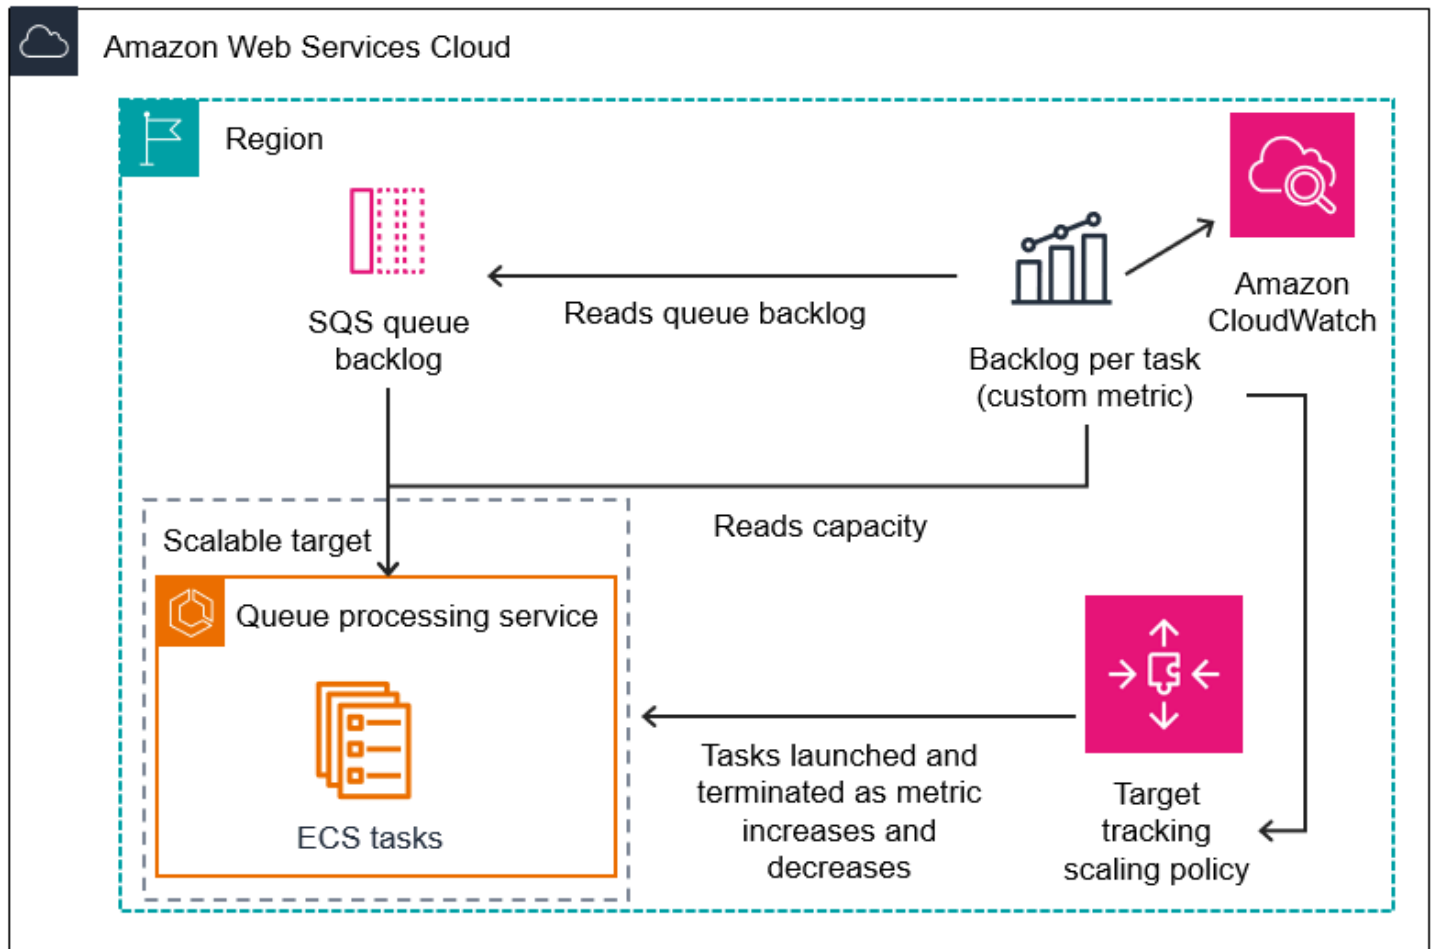 Amazon Web Services Cloud
Region
SQS queue
backlog
Reads queue backlog
Amazon
CloudWatch
Backlog per task
(custom metric)
Reads capacity
Scalable target
Queue processing service
ECS tasks
Tasks launched and
terminated as metric
increases and
decreases
Target
tracking
scaling policy